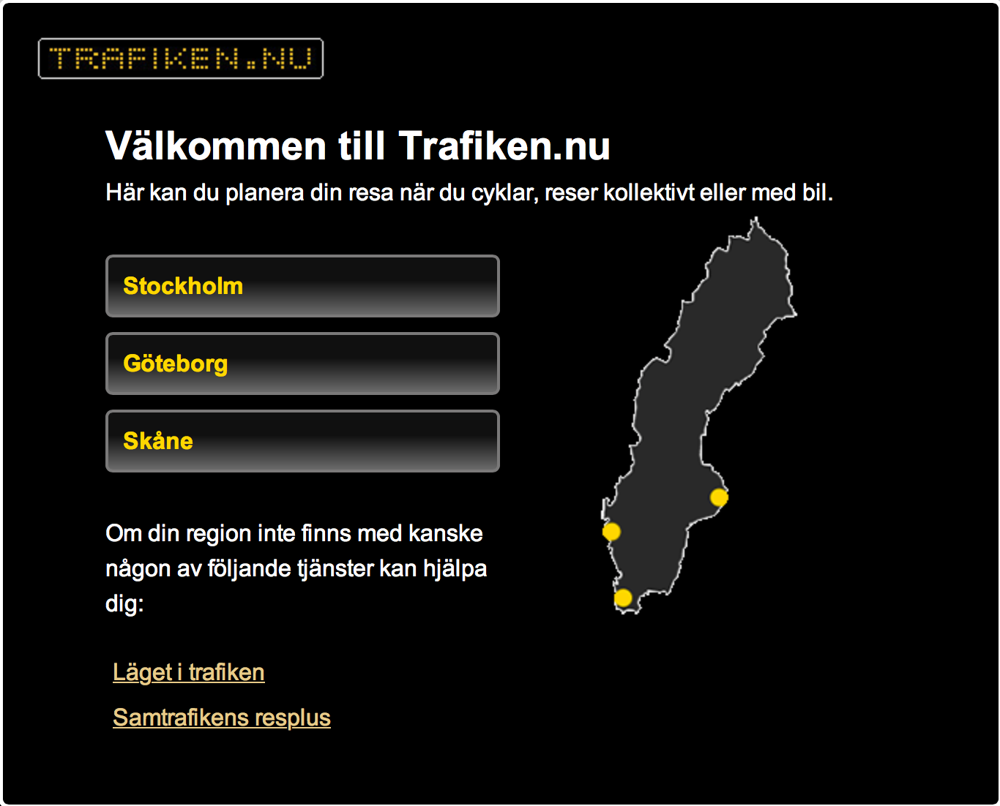 TRAFIKEN.NU
Välkommen till Trafiken.nu
Här kan du planera din resa när du cyklar, reser kollektivt eller med bil.
Stockholm
Göteborg
Skåne
Om din region inte finns med kanske
någon av följande tjänster kan hjälpa
dig:
Läget i trafiken
Samtrafikens resplus